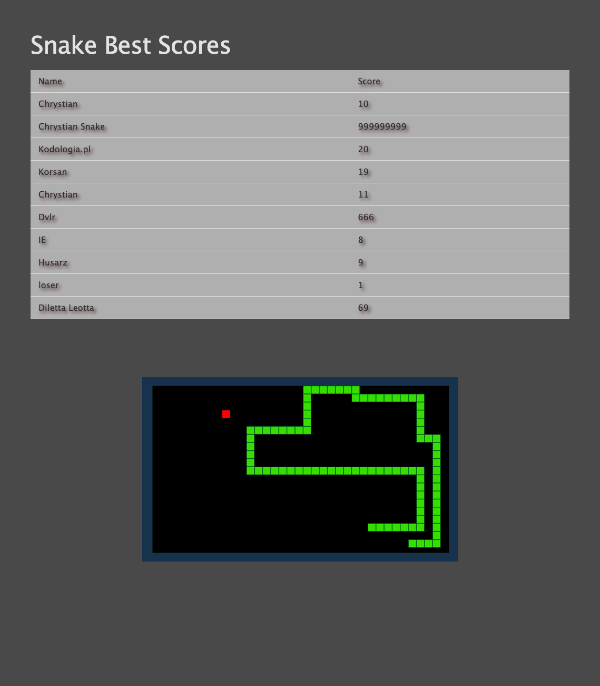 Snake Best Scores
Name Score
Chrystian 10
Chrystian Snake 999999999
Kodologia.pl 20
Korsan 19
Chrystian 11
Dvlr 666
IE 8
Husarz 9
loser 1
Diletta Leotta 69